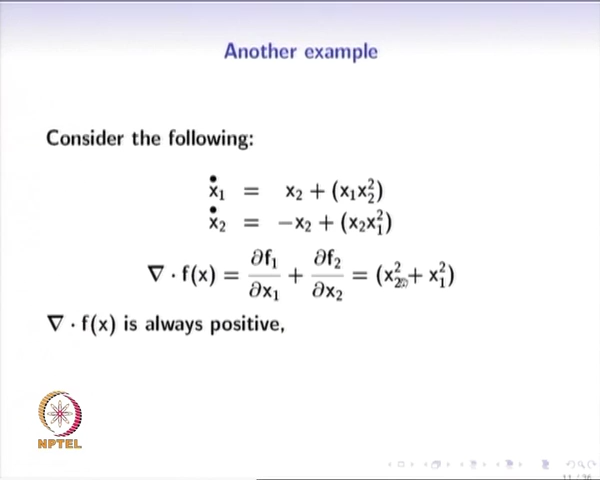 Another example
Consider the following:
ẋ₁ = x₂ + (x₁x₂²)
ẋ₂ = −x₂ + (x₂x₁²)
∇ · f(x) = ∂f₁/∂x₁ + ∂f₂/∂x₂ = (x₂² + x₁²)
∇ · f(x) is always positive,
NPTEL